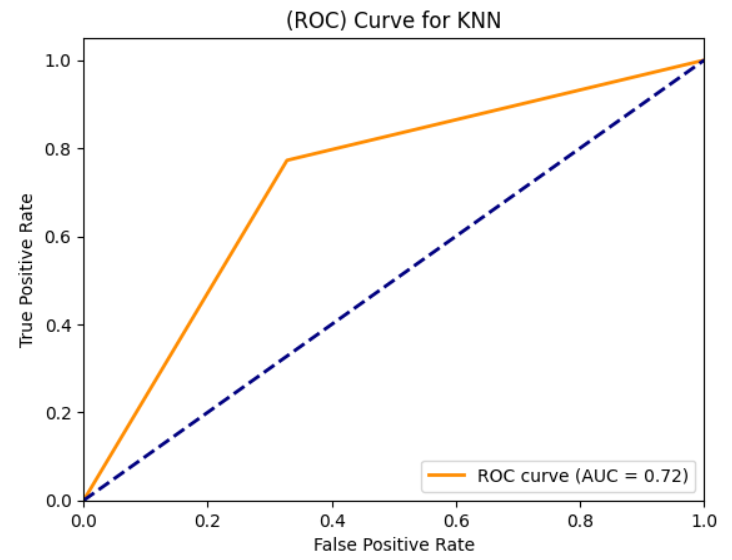 (ROC) Curve for KNN
1.0
0.8
0.6
0.4
0.2
0.0
True Positive Rate
ROC curve (AUC = 0.72)
0.0 0.2 0.4 0.6 0.8 1.0
False Positive Rate